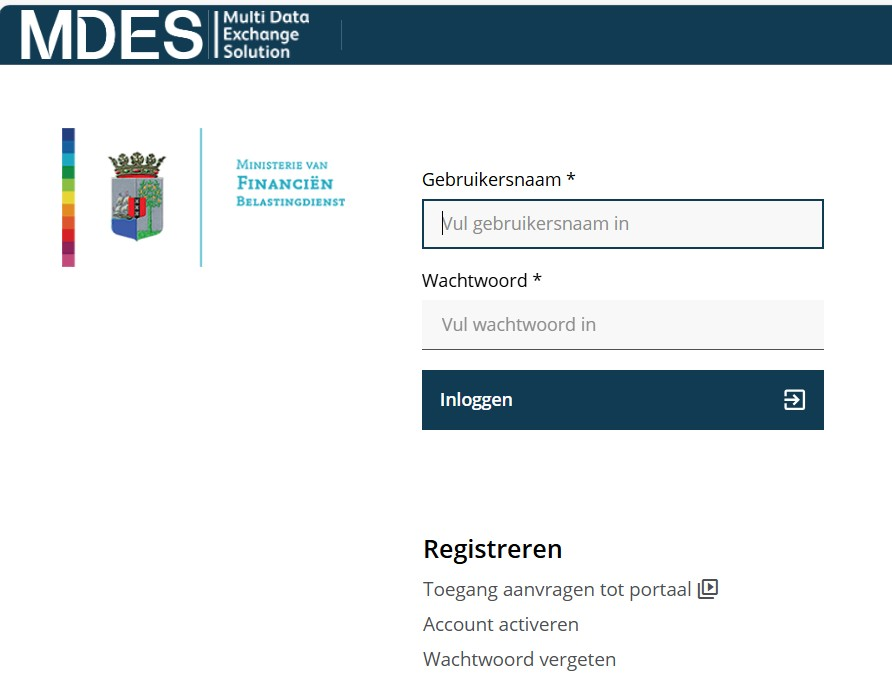 MDES
Multi Data
Exchange
Solution
MINISTERIE VAN
FINANCIËN
BELASTINGDIENST
Gebruikersnaam *
Vul gebruikersnaam in
Wachtwoord *
Vul wachtwoord in
Inloggen
Registreren
Toegang aanvragen tot portaal
Account activeren
Wachtwoord vergeten